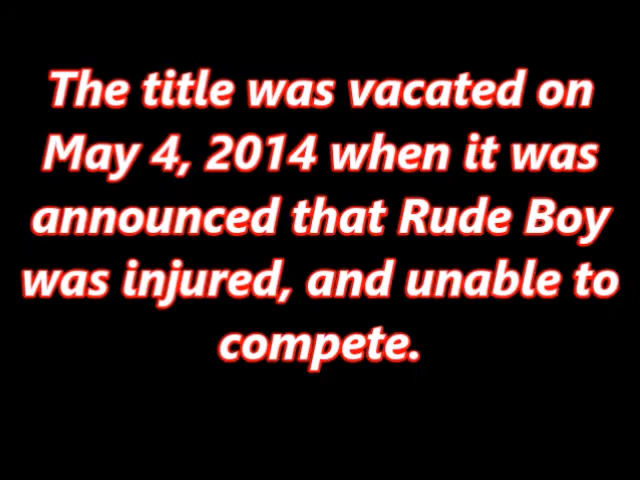 The title was vacated on
May 4, 2014 when it was
announced that Rude Boy
was injured, and unable to
compete.